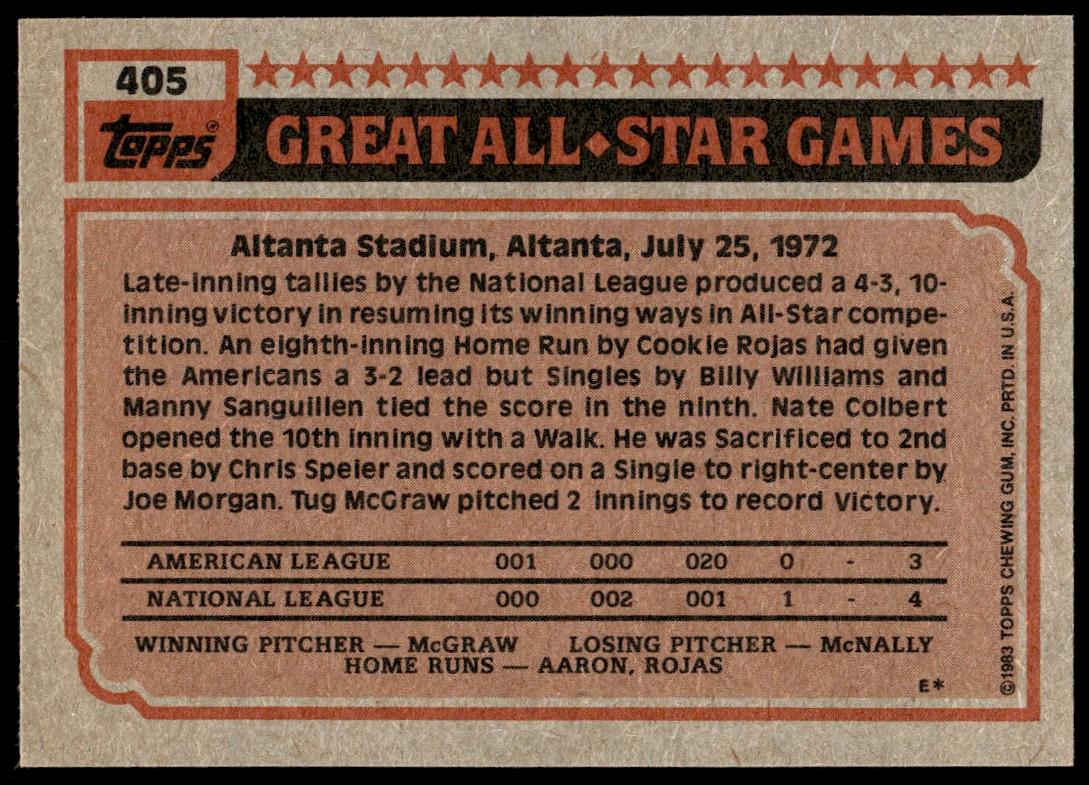 405
topps®
GREAT ALL◆STAR GAMES
Altanta Stadium, Altanta, July 25, 1972
Late-inning tallies by the National League produced a 4-3, 10-
inning victory in resuming its winning ways in All-Star compe-
tition. An eighth-inning Home Run by Cookie Rojas had given
the Americans a 3-2 lead but Singles by Billy Williams and
Manny Sanguillen tied the score in the ninth. Nate Colbert
opened the 10th inning with a Walk. He was Sacrificed to 2nd
base by Chris Speier and scored on a Single to right-center by
Joe Morgan. Tug McGraw pitched 2 innings to record Victory.
AMERICAN LEAGUE 001 000 020 0 - 3
NATIONAL LEAGUE 000 002 001 1 - 4
WINNING PITCHER — McGRAW LOSING PITCHER — McNALLY
HOME RUNS — AARON, ROJAS
E*
©1983 TOPPS CHEWING GUM, INC. PRTD. IN U.S.A.